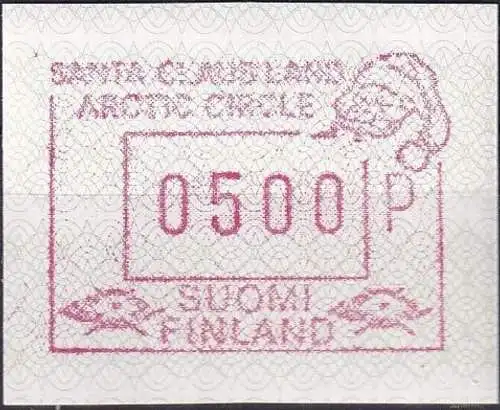 SANTA CLAUS LAND
ARCTIC CIRCLE
0500 P
SUOMI
FINLAND